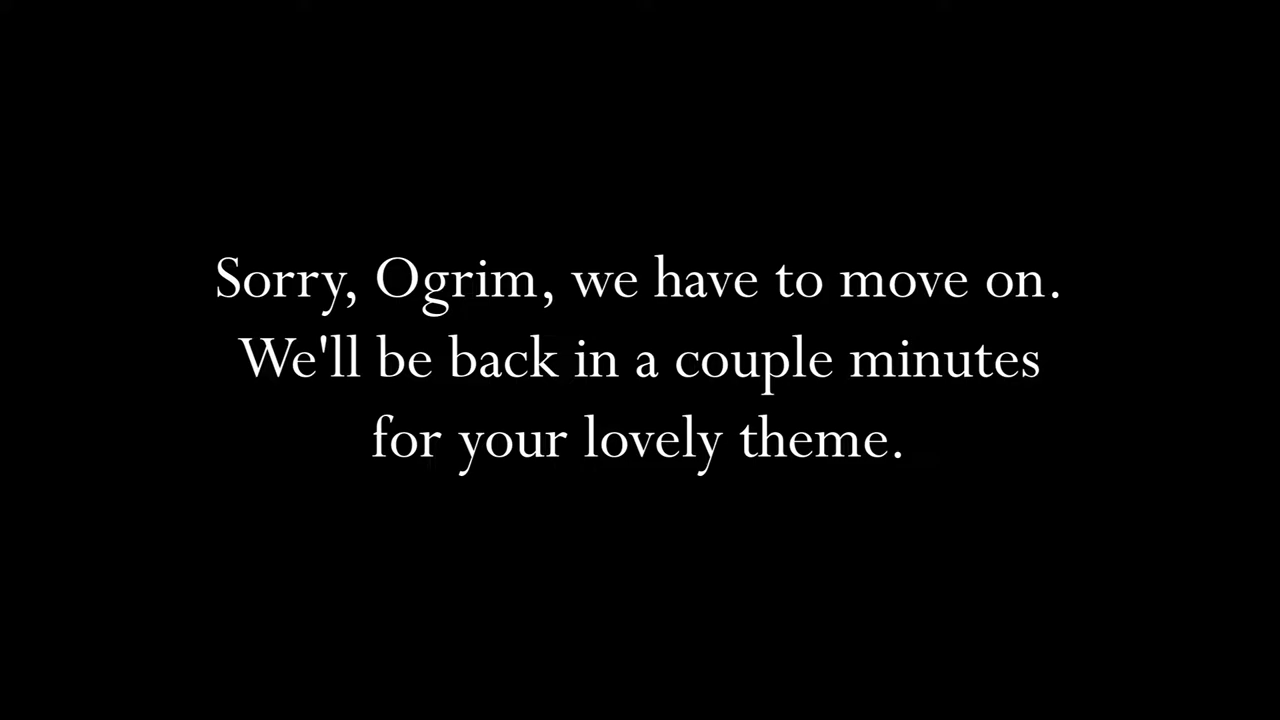 Sorry, Ogrim, we have to move on.
We'll be back in a couple minutes
for your lovely theme.